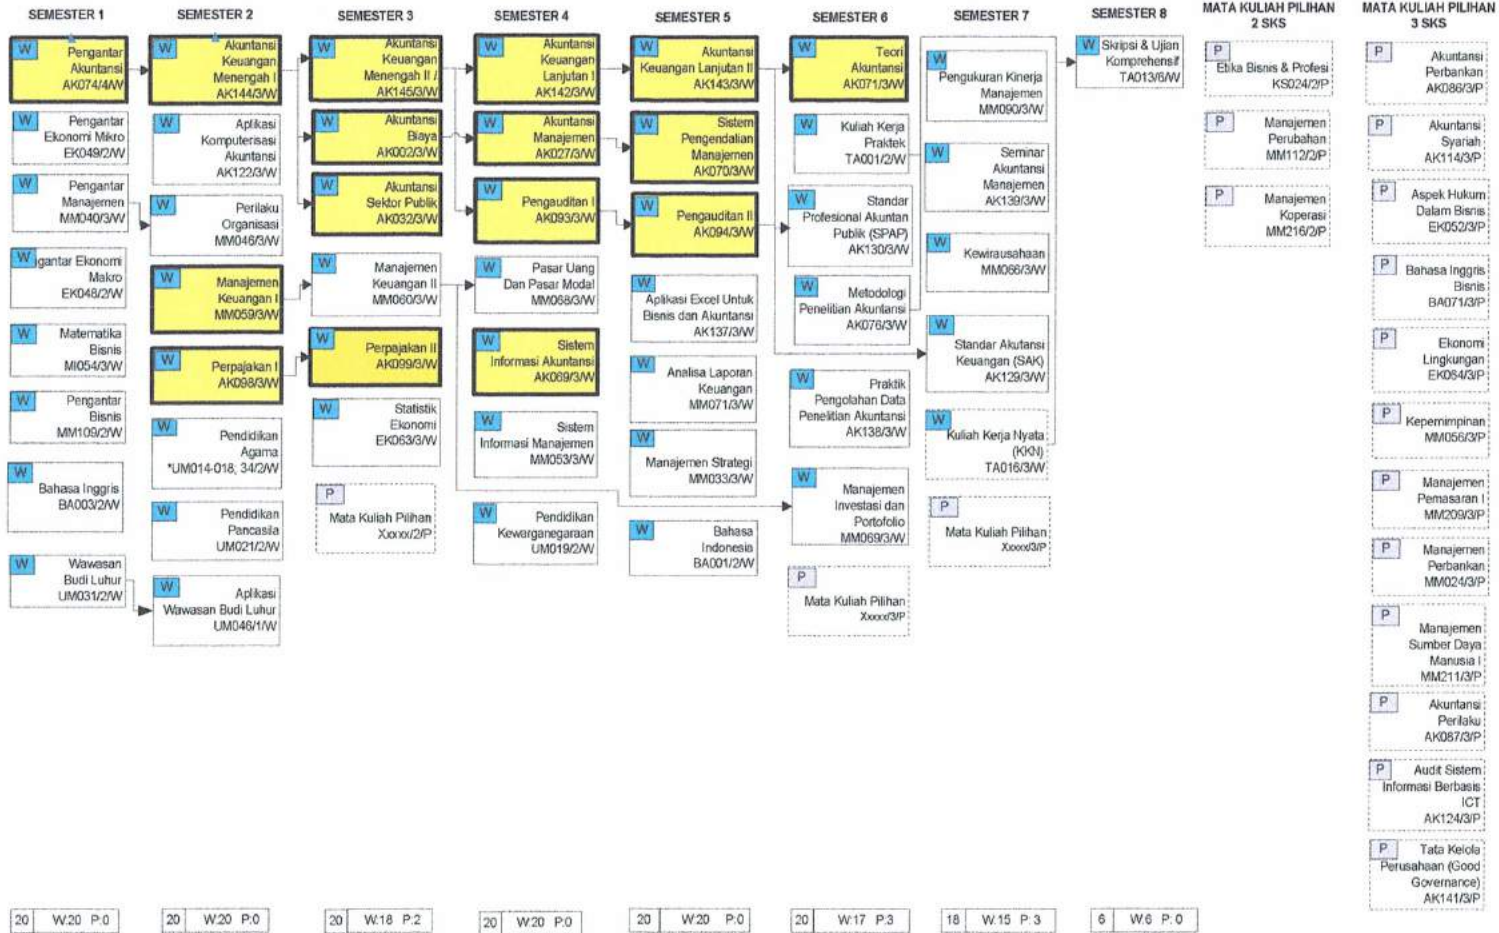 SEMESTER 1
W
Pengantar
Akuntansi
AK074/4/W
W
Pengantar
Ekonomi Mikro
EK049/2/W
W
Pengantar
Manajemen
MM040/3/W
W
gantar Ekonomi
Makro
EK048/2/W
W
Matematika
Bisnis
MI054/3/W
W
Pengantar
Bisnis
MM109/2/W
W
Bahasa Inggris
BA003/2/W
W
Wawasan
Budi Luhur
UM031/2/W
20 W:20 P:0
SEMESTER 2
W
Akuntansi
Keuangan
Menengah I
AK144/3/W
W
Aplikasi
Komputerisasi
Akuntansi
AK122/3/W
W
Perilaku
Organisasi
MM046/3/W
W
Manajemen
Keuangan I
MM059/3/W
W
Perpajakan I
AK098/3/W
W
Pendidikan
Agama
*UM014-018; 34/2/W
W
Pendidikan
Pancasila
UM021/2/W
W
Aplikasi
Wawasan Budi Luhur
UM046/1/W
20 W:20 P:0
SEMESTER 3
W
Akuntansi
Keuangan
Menengah II /
AK145/3/W
W
Akuntansi
Biaya
AK002/3/W
W
Akuntansi
Sektor Publik
AK032/3/W
W
Manajemen
Keuangan II
MM060/3/W
W
Perpajakan II
AK099/3/W
W
Statistik
Ekonomi
EK063/3/W
P
Mata Kuliah Pilihan
Xxxxx/2/P
20 W:18 P:2
SEMESTER 4
W
Akuntansi
Keuangan
Lanjutan I
AK142/3/W
W
Akuntansi
Manajemen
AK027/3/W
W
Pengauditan I
AK093/3/W
W
Pasar Uang
Dan Pasar Modal
MM068/3/W
W
Sistem
Informasi Akuntansi
AK069/3/W
W
Sistem
Informasi Manajemen
MM053/3/W
W
Pendidikan
Kewarganegaraan
UM019/2/W
20 W:20 P:0
SEMESTER 5
W
Akuntansi
Keuangan Lanjutan II
AK143/3/W
W
Sistem
Pengendalian
Manajemen
AK070/3/W
W
Pengauditan II
AK094/3/W
W
Aplikasi Excel Untuk
Bisnis dan Akuntansi
AK137/3/W
W
Analisa Laporan
Keuangan
MM071/3/W
W
Manajemen Strategi
MM033/3/W
W
Bahasa
Indonesia
BA001/2/W
20 W:20 P:0
SEMESTER 6
W
Teori
Akuntansi
AK071/3/W
W
Kuliah Kerja
Praktek
TA001/2/W
W
Standar
Profesional Akuntan
Publik (SPAP)
AK130/3/W
W
Metodologi
Penelitian Akuntansi
AK076/3/W
W
Praktik
Pengolahan Data
Penelitian Akuntansi
AK138/3/W
W
Manajemen
Investasi dan
Portofolio
MM069/3/W
P
Mata Kuliah Pilihan
Xxxxx/3/P
20 W:17 P:3
SEMESTER 7
W
Pengukuran Kinerja
Manajemen
MM090/3/W
W
Seminar
Akuntansi
Manajemen
AK139/3/W
W
Kewirausahaan
MM066/3/W
W
Standar Akutansi
Keuangan (SAK)
AK129/3/W
W
Kuliah Kerja Nyata
(KKN)
TA016/3/W
P
Mata Kuliah Pilihan
Xxxxx/3/P
18 W:15 P:3
SEMESTER 8
W
Skripsi & Ujian
Komprehensif
TA013/6/W
6 W:6 P:0
MATA KULIAH PILIHAN
2 SKS
P
Etika Bisnis & Profesi
KS024/2/P
P
Manajemen
Perubahan
MM112/2/P
P
Manajemen
Koperasi
MM216/2/P
MATA KULIAH PILIHAN
3 SKS
P
Akuntansi
Perbankan
AK086/3/P
P
Akuntansi
Syariah
AK114/3/P
P
Aspek Hukum
Dalam Bisnis
EK052/3/P
P
Bahasa Inggris
Bisnis
BA071/3/P
P
Ekonomi
Lingkungan
EK064/3/P
P
Kepemimpinan
MM056/3/P
P
Manajemen
Pemasaran I
MM209/3/P
P
Manajemen
Perbankan
MM024/3/P
P
Manajemen
Sumber Daya
Manusia I
MM211/3/P
P
Akuntansi
Perilaku
AK087/3/P
P
Audit Sistem
Informasi Berbasis
ICT
AK124/3/P
P
Tata Kelola
Perusahaan (Good
Governance)
AK141/3/P